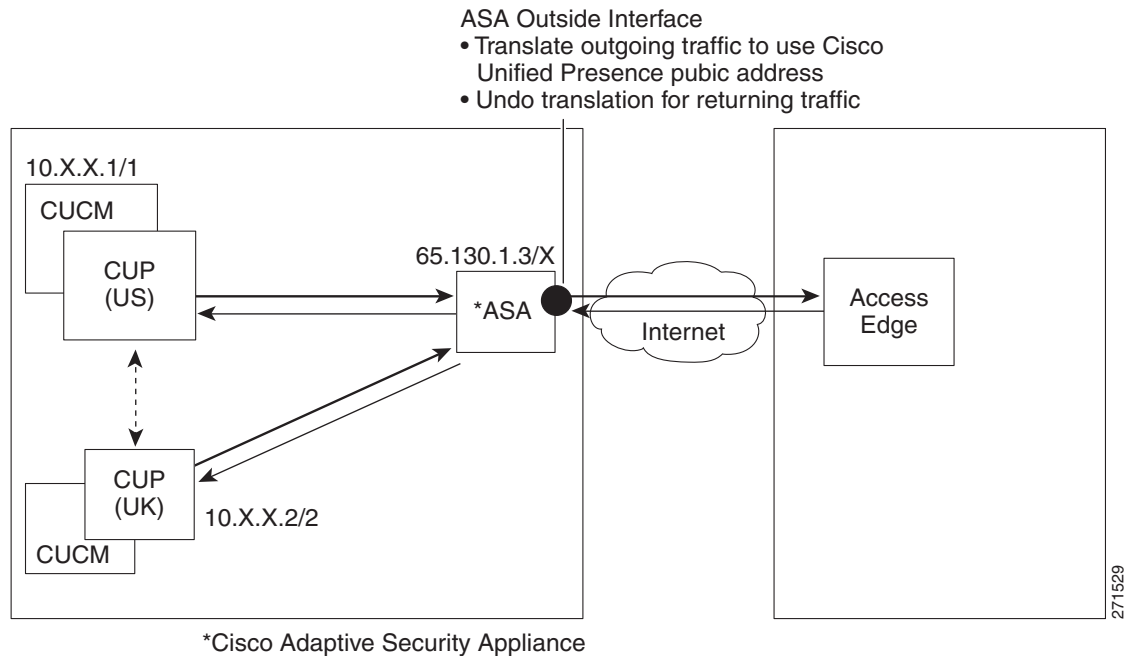 ASA Outside Interface
• Translate outgoing traffic to use Cisco
Unified Presence pubic address
• Undo translation for returning traffic
10.X.X.1/1
CUCM
CUP
(US)
65.130.1.3/X
*ASA
Internet
Access
Edge
CUP
(UK)
10.X.X.2/2
CUCM
271529
*Cisco Adaptive Security Appliance